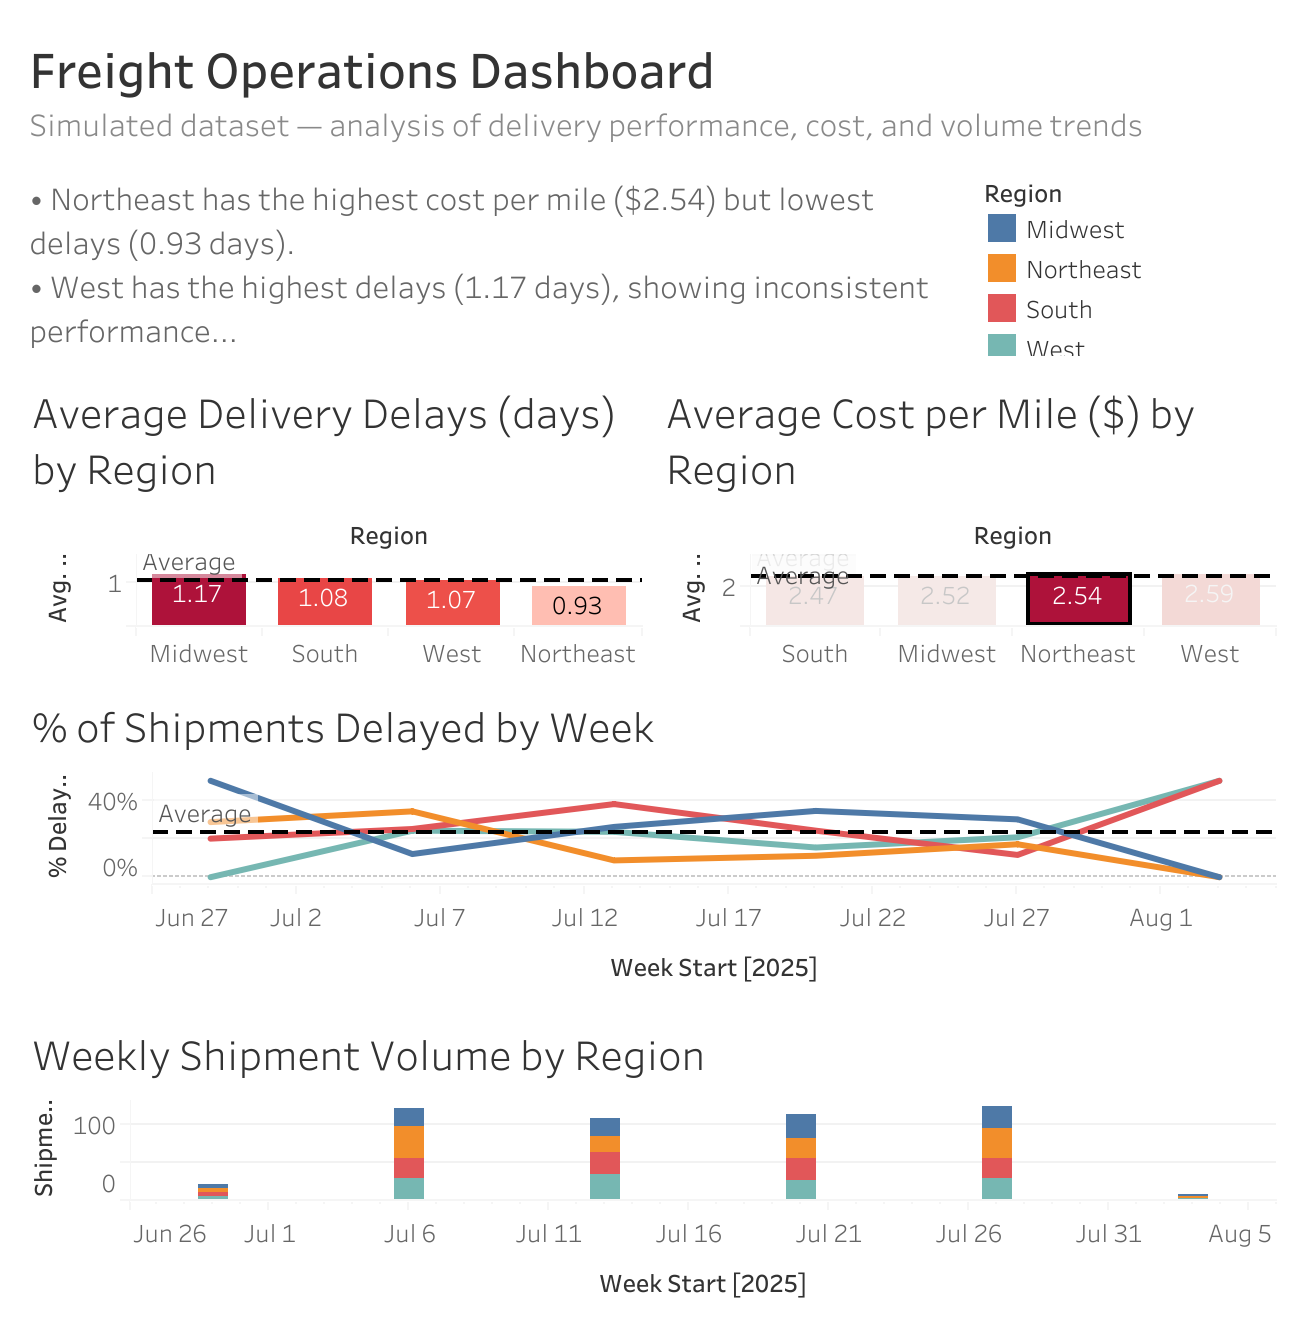 Freight Operations Dashboard
Simulated dataset — analysis of delivery performance, cost, and volume trends
• Northeast has the highest cost per mile ($2.54) but lowest
delays (0.93 days).
• West has the highest delays (1.17 days), showing inconsistent
performance...
Region
Midwest
Northeast
South
West
Average Delivery Delays (days)
by Region
Region
Avg. ..
1
Average
1.17
1.08
1.07
0.93
Midwest
South
West
Northeast
Average Cost per Mile ($) by
Region
Region
Avg. ..
2
Average
Average
2.47
2.52
2.54
2.59
South
Midwest
Northeast
West
% of Shipments Delayed by Week
% Delay..
40%
0%
Average
Jun 27
Jul 2
Jul 7
Jul 12
Jul 17
Jul 22
Jul 27
Aug 1
Week Start [2025]
Weekly Shipment Volume by Region
Shipme..
100
0
Jun 26
Jul 1
Jul 6
Jul 11
Jul 16
Jul 21
Jul 26
Jul 31
Aug 5
Week Start [2025]